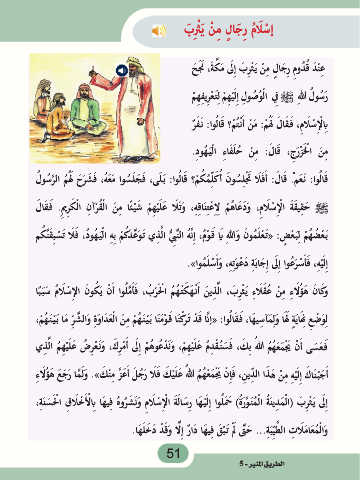 إِسْلَامُ رِجَالٍ مِنْ يَثْرِبَ
عِنْدَ قُدُومِ رِجَالٍ مِنْ يَثْرِبَ إِلَى مَكَّةَ، نَجَحَ
رَسُولُ اللهِ ﷺ فِي الْوُصُولِ إِلَيْهِمْ لِتَعْرِيفِهِمْ
بِالْإِسْلَامِ، فَقَالَ لَهُمْ: مَنْ أَنْتُمْ؟ قَالُوا: نَفَرٌ
مِنَ الْخَزْرَجِ، قَالَ: مِنْ حُلَفَاءِ الْيَهُودِ.
قَالُوا: نَعَمْ. قَالَ: أَفَلَا تَجْلِسُونَ أُكَلِّمُكُمْ؟ قَالُوا: بَلَى، فَجَلَسُوا مَعَهُ، فَشَرَحَ لَهُمُ الرَّسُولُ
ﷺ حَقِيقَةَ الْإِسْلَامِ، وَدَعَاهُمْ لِاعْتِنَاقِهِ، وَتَلَا عَلَيْهِمْ شَيْئًا مِنَ الْقُرْآنِ الْكَرِيمِ. فَقَالَ
بَعْضُهُمْ لِبَعْضٍ: «تَعْلَمُونَ وَاللهِ يَا قَوْمُ، إِنَّهُ النَّبِيُّ الَّذِي تَوَعَّدَكُمْ بِهِ الْيَهُودُ، فَلَا تَسْبِقَنَّكُمْ
إِلَيْهِ، فَأَسْرَعُوا إِلَى إِجَابَةِ دَعْوَتِهِ، وَأَسْلَمُوا».
وَكَانَ هَؤُلَاءِ مِنْ عُقَلَاءِ يَثْرِبَ، الَّذِينَ أَنْهَكَتْهُمُ الْحَرْبُ، فَأَمَّلُوا أَنْ يَكُونَ الْإِسْلَامُ سَبَبًا
لِوَضْعِ نِهَايَةٍ لَهَا وَلِمَآسِيهَا، فَقَالُوا: «إِنَّا قَدْ تَرَكْنَا قَوْمَنَا بَيْنَهُمْ مِنَ الْعَدَاوَةِ وَالشَّرِّ مَا بَيْنَهُمْ،
فَعَسَى أَنْ يَجْمَعَهُمُ اللهُ بِكَ، فَسَنُقْدِمُ عَلَيْهِمْ، وَنَدْعُوهُمْ إِلَى أَمْرِكَ، وَنَعْرِضُ عَلَيْهِمُ الَّذِي
أَجَبْنَاكَ إِلَيْهِ مِنْ هَذَا الدِّينِ، فَإِنْ يَجْمَعْهُمُ اللهُ عَلَيْكَ فَلَا رَجُلَ أَعَزُّ مِنْكَ». وَلَمَّا رَجَعَ هَؤُلَاءِ
إِلَى يَثْرِبَ (الْمَدِينَةُ الْمُنَوَّرَةُ) حَمَلُوا إِلَيْهَا رِسَالَةَ الْإِسْلَامِ وَنَشَرُوهُ فِيهَا بِالْأَخْلَاقِ الْحَسَنَةِ،
وَالْمُعَامَلَاتِ الطَّيِّبَةِ... حَتَّى لَمْ تَبْقَ فِيهَا دَارٌ إِلَّا وَقَدْ دَخَلَهَا.
51
الطريق المنير - 5